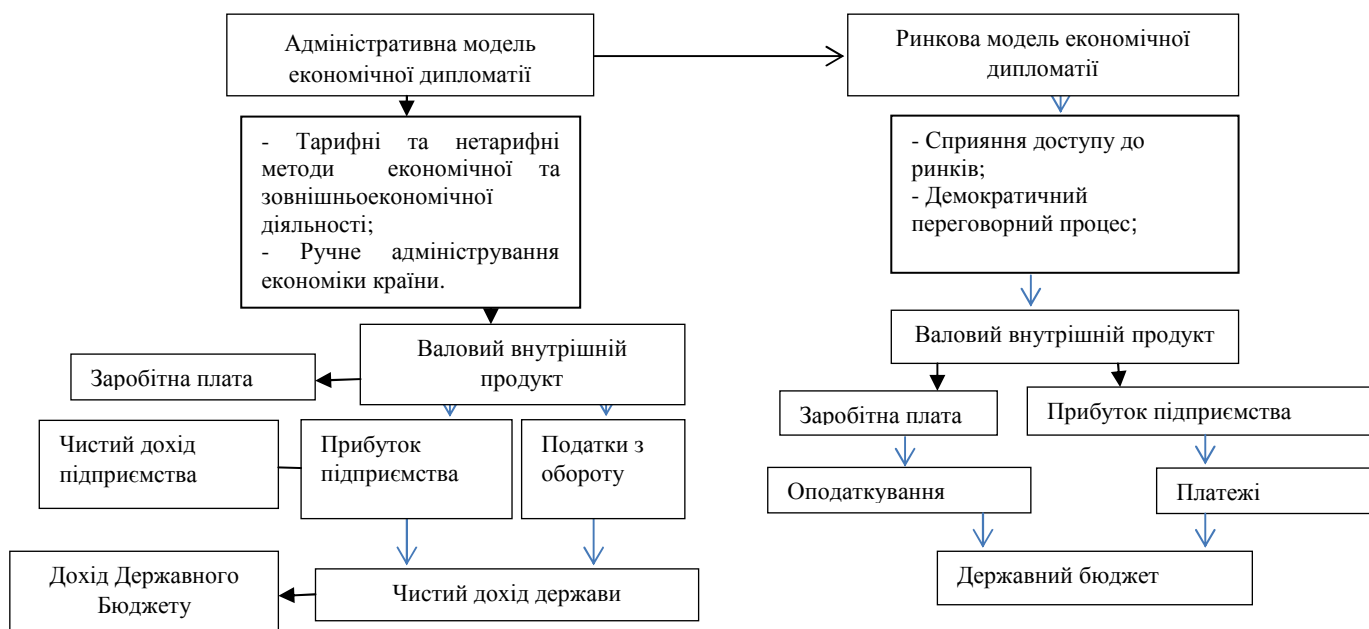 Адміністративна модель
економічної дипломатії
Ринкова модель економічної
дипломатії
- Тарифні та нетарифні
методи економічної та
зовнішньоекономічної
діяльності;
- Ручне адміністрування
економіки країни.
- Сприяння доступу до
ринків;
- Демократичний
переговорний процес;
Валовий внутрішній
продукт
Заробітна плата
Чистий дохід
підприємства
Прибуток
підприємства
Податки з
обороту
Дохід Державного
Бюджету
Чистий дохід держави
Валовий внутрішній продукт
Заробітна плата
Прибуток підприємства
Оподаткування
Платежі
Державний бюджет